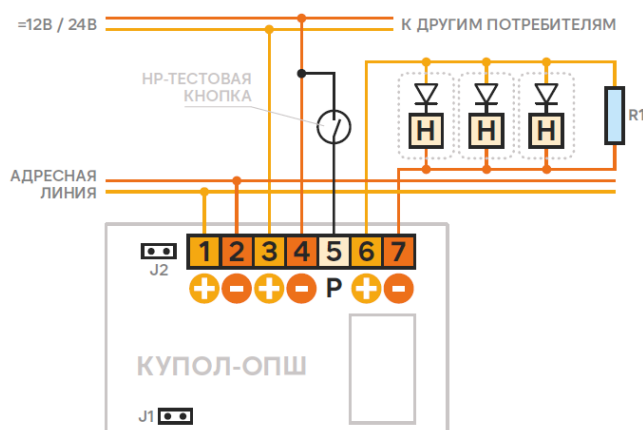 =12В / 24В
К ДРУГИМ ПОТРЕБИТЕЛЯМ
НР-ТЕСТОВАЯ
КНОПКА
H H H
R1
АДРЕСНАЯ
ЛИНИЯ
J2
1 2 3 4 5 6 7
+ - + - P + -
КУПОЛ-ОПШ
J1